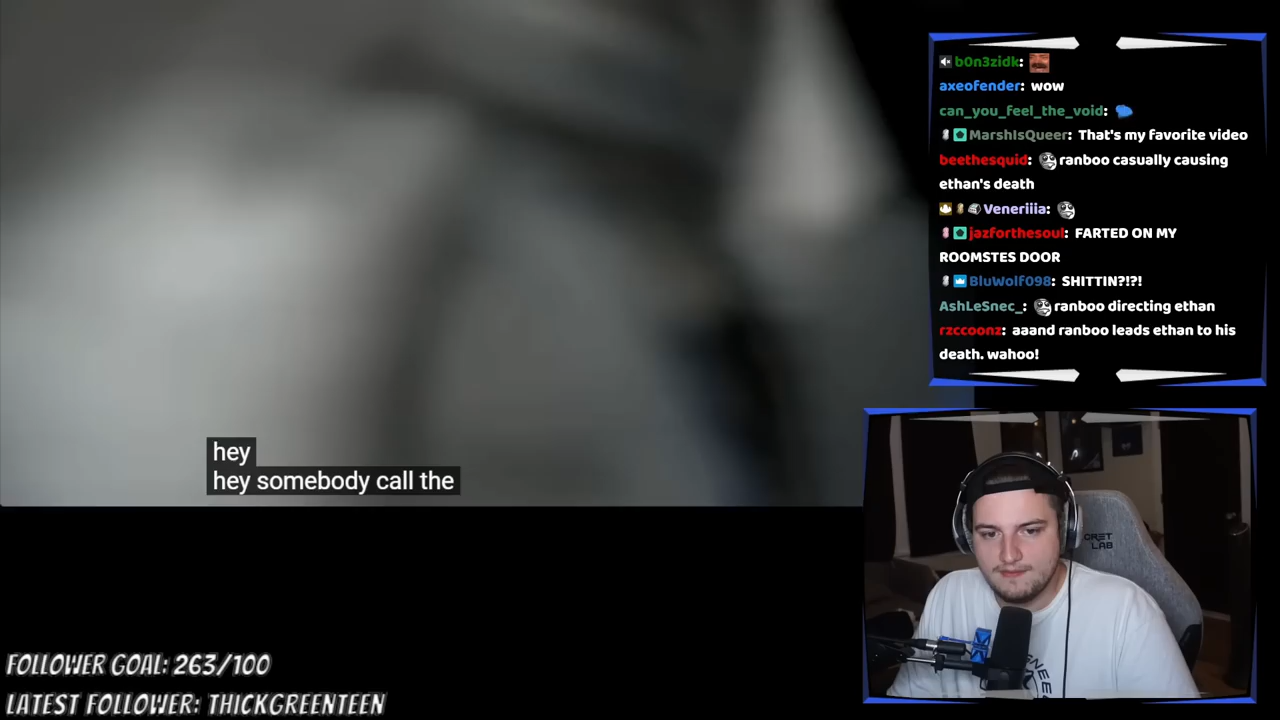 b0n3zidk:
axeofender: wow
can_you_feel_the_void:
MarshIsQueer: That's my favorite video
beethesquid: ranboo casually causing
ethan's death
Veneriiia:
jazforthesoul: FARTED ON MY
ROOMSTES DOOR
BluWolf098: SHITTIN?!?!
AshLeSnec_: ranboo directing ethan
rzccoonz: aaand ranboo leads ethan to his
death. wahoo!
hey
hey somebody call the
CRET
LAB
FOLLOWER GOAL: 263/100
LATEST FOLLOWER: THICKGREENTEEN